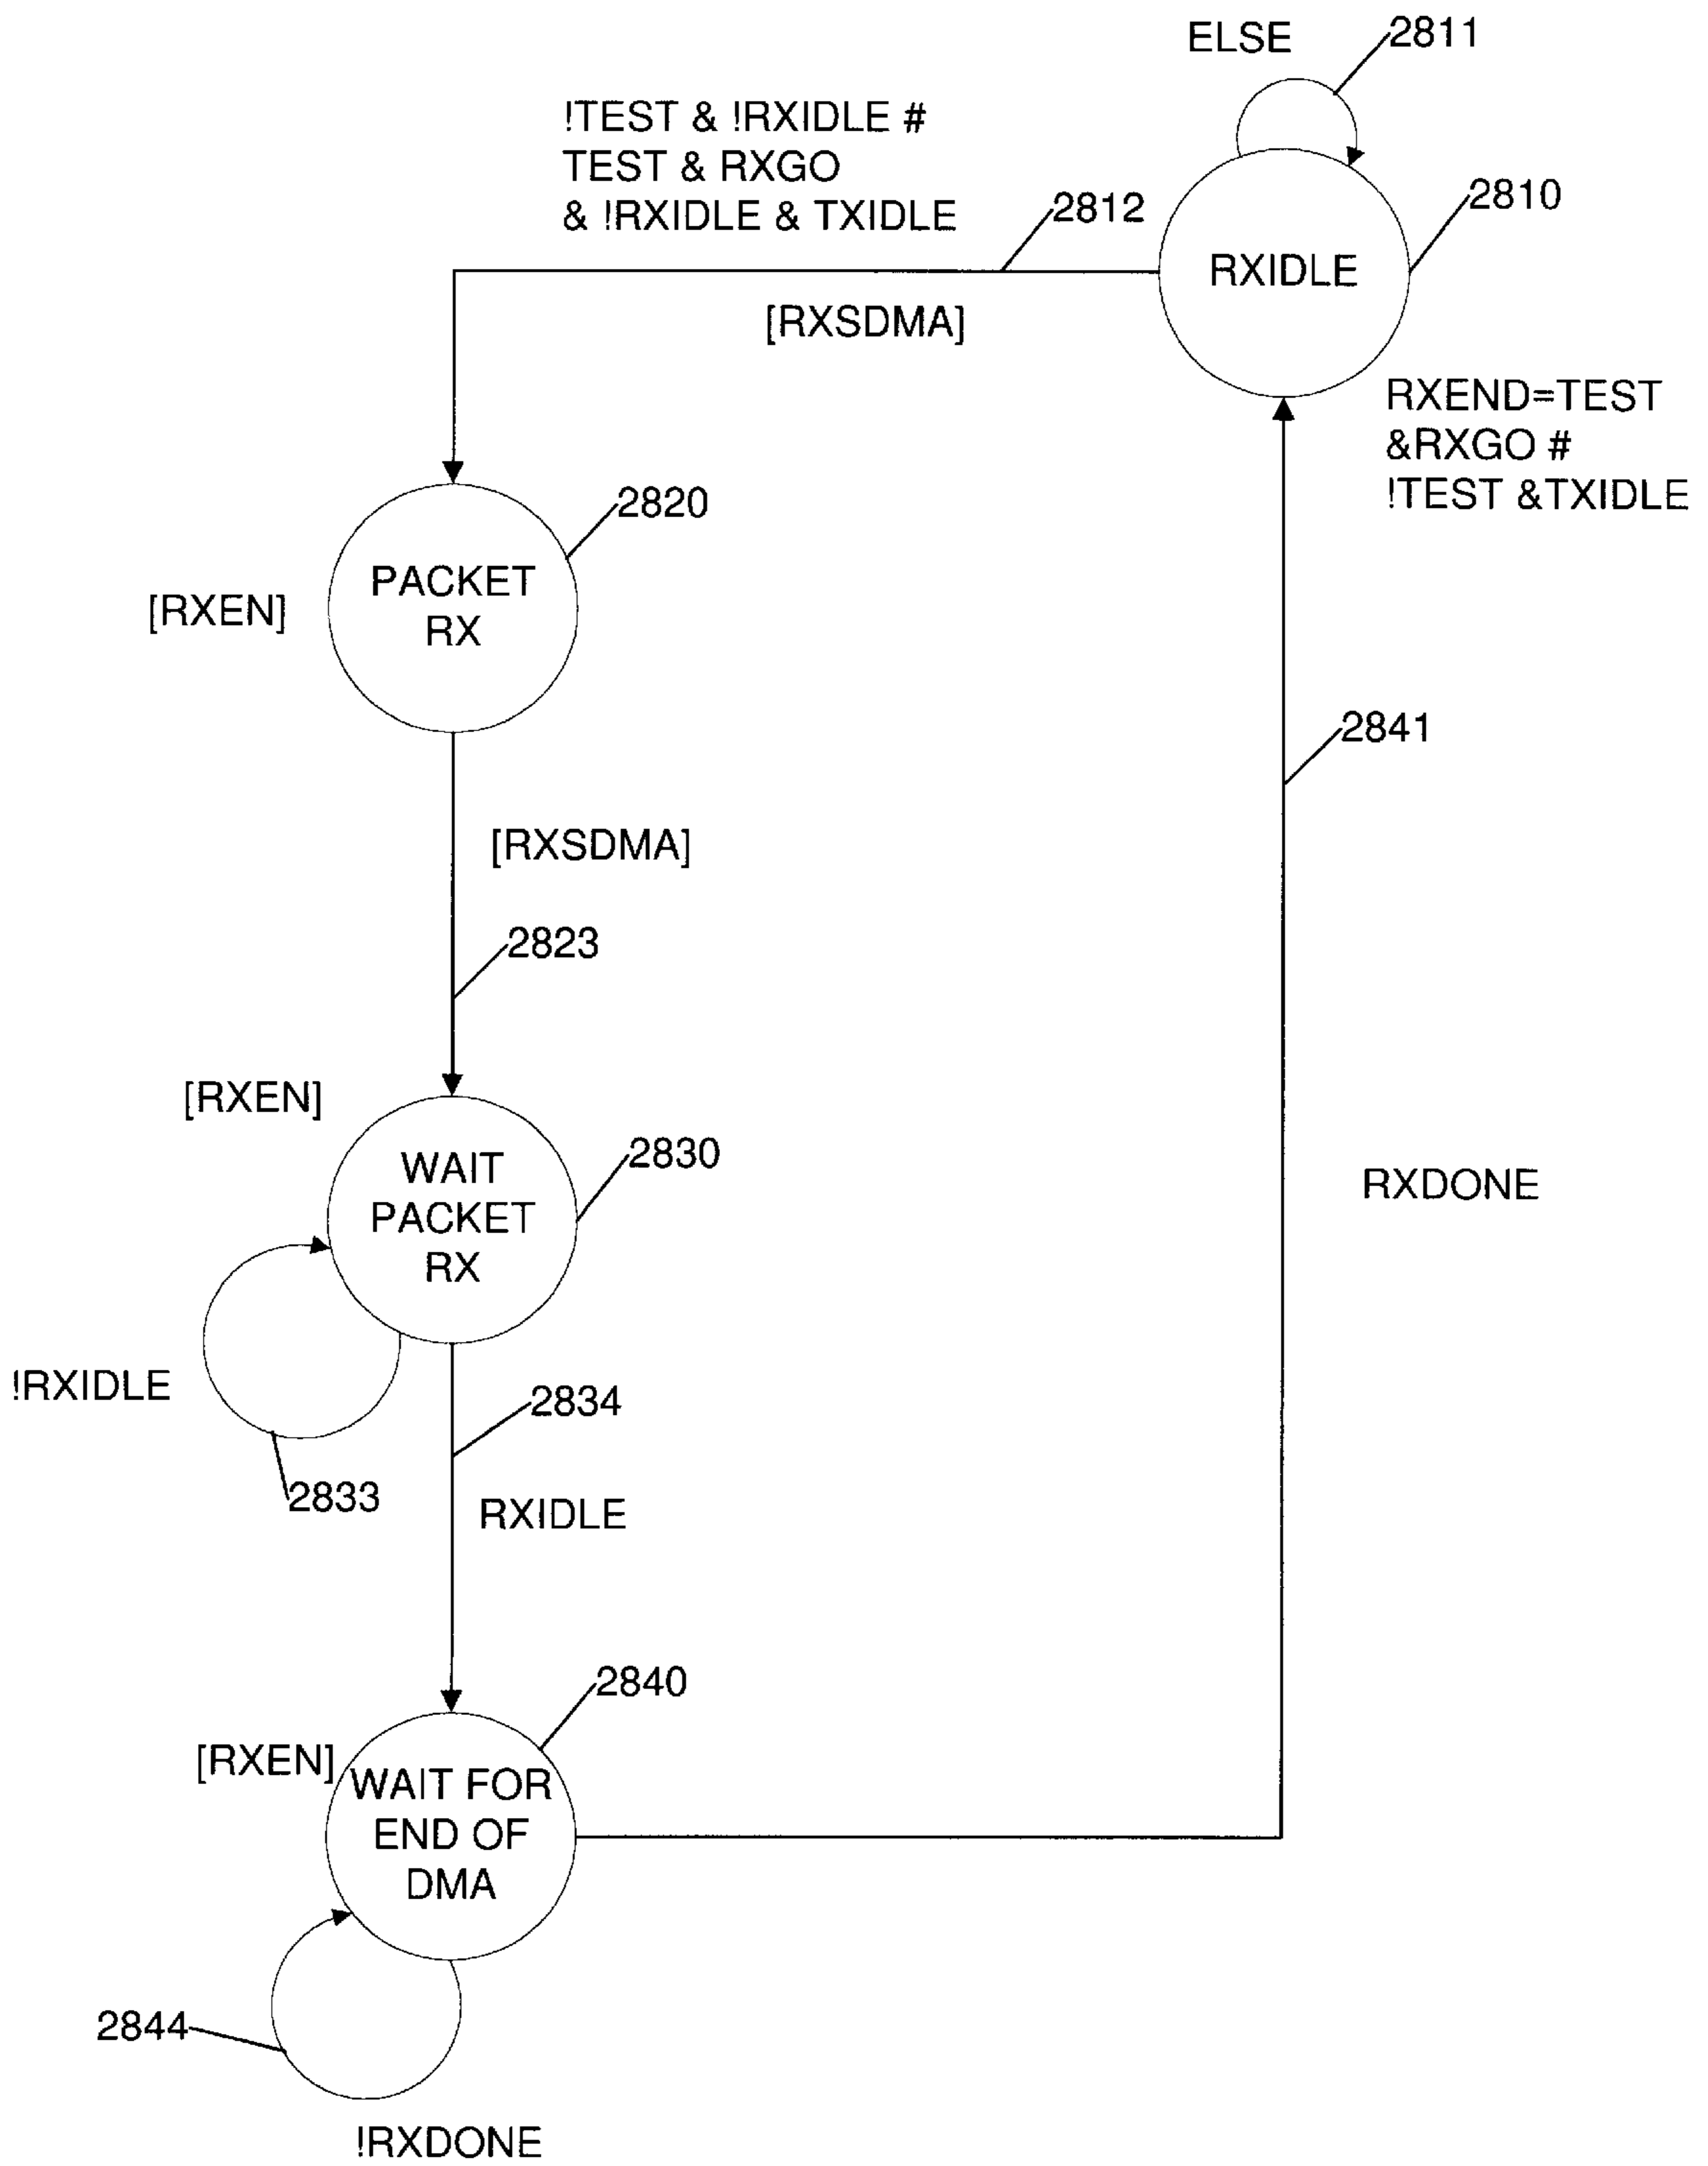 ELSE
2811
!TEST & !RXIDLE #
TEST & RXGO
& !RXIDLE & TXIDLE
2812
2810
RXIDLE
[RXSDMA]
RXEND=TEST
&RXGO #
!TEST &TXIDLE
2820
PACKET
RX
[RXEN]
2841
[RXSDMA]
2823
[RXEN]
2830
WAIT
PACKET
RX
RXDONE
!RXIDLE
2834
2833
RXIDLE
2840
[RXEN]
WAIT FOR
END OF
DMA
2844
!RXDONE